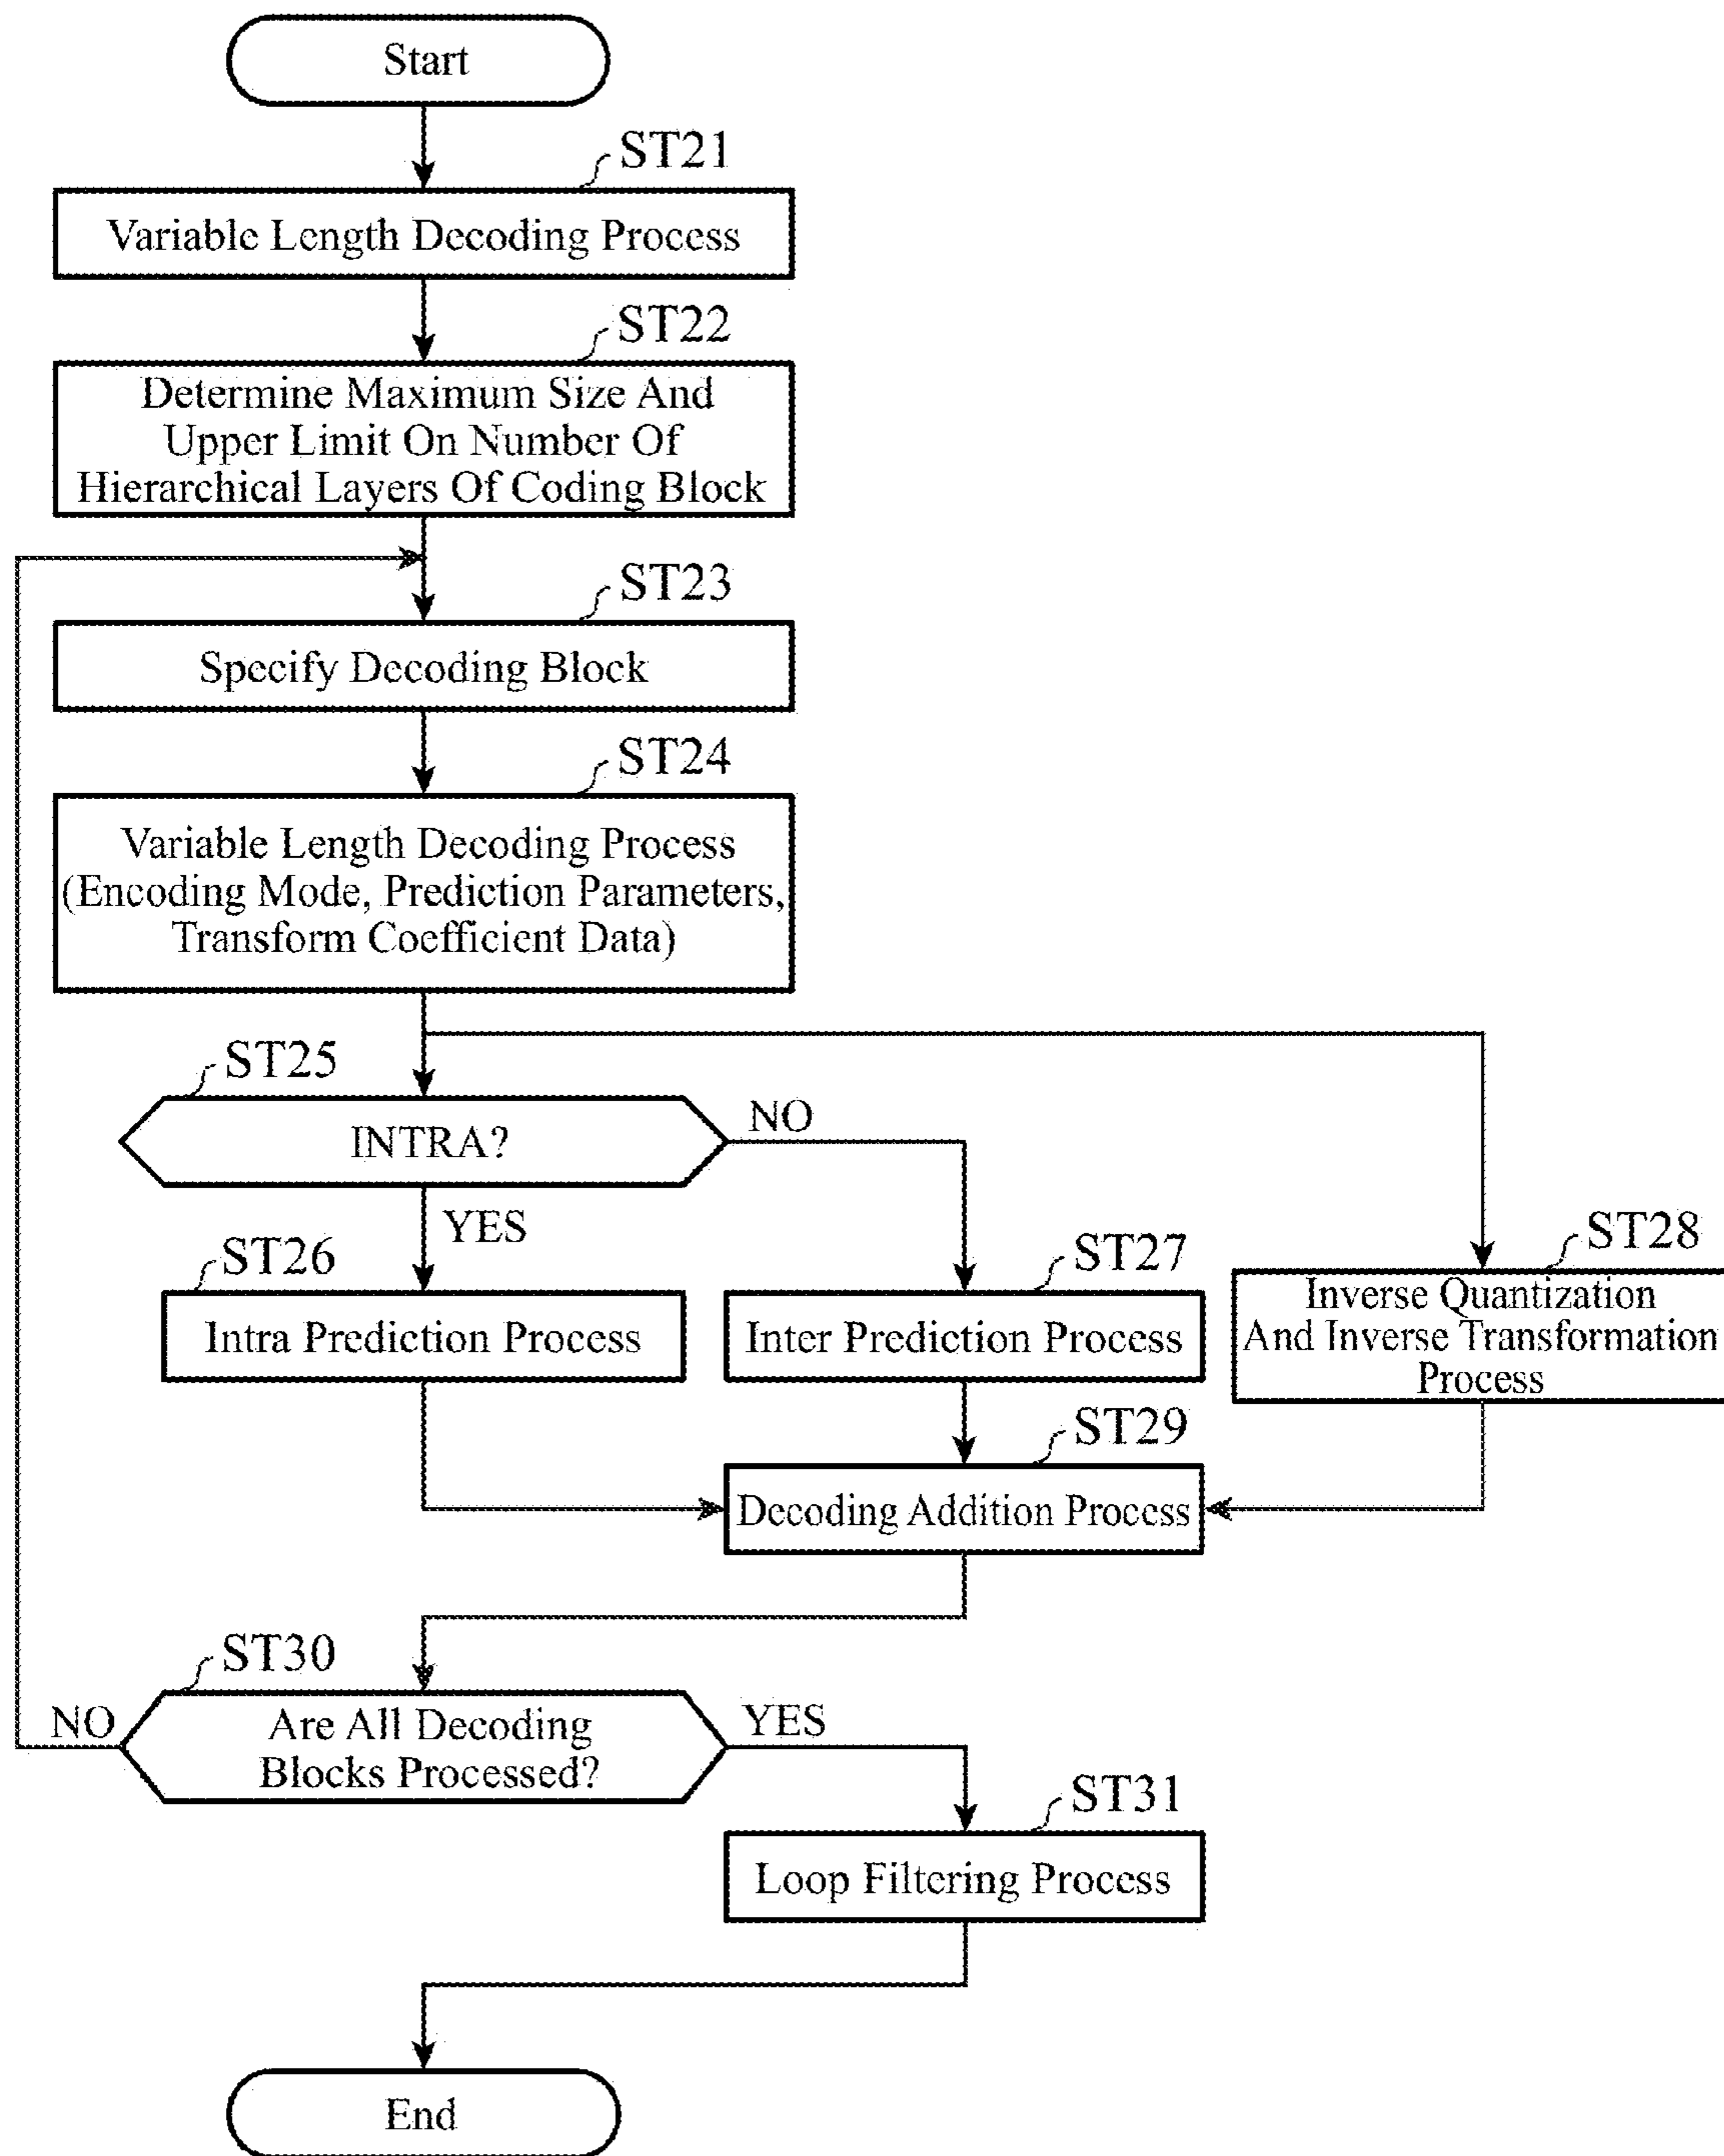 Start
ST21
Variable Length Decoding Process
ST22
Determine Maximum Size And
Upper Limit On Number Of
Hierarchical Layers Of Coding Block
ST23
Specify Decoding Block
ST24
Variable Length Decoding Process
(Encoding Mode, Prediction Parameters,
Transform Coefficient Data)
ST25
INTRA?
NO
YES
ST26
Intra Prediction Process
ST27
Inter Prediction Process
ST28
Inverse Quantization
And Inverse Transformation
Process
ST29
Decoding Addition Process
ST30
Are All Decoding
Blocks Processed?
NO
YES
ST31
Loop Filtering Process
End